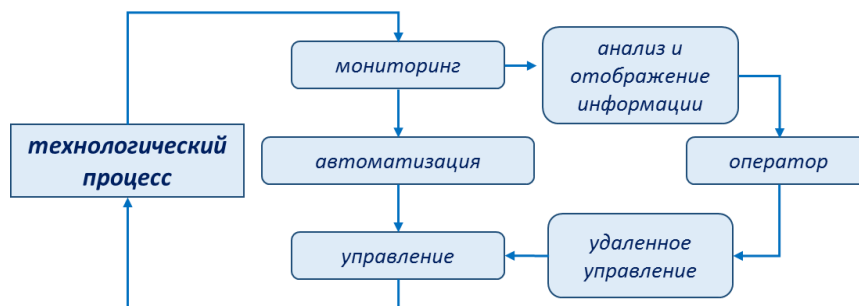 мониторинг
анализ и
отображение
информации
технологический
процесс
автоматизация
оператор
управление
удаленное
управление